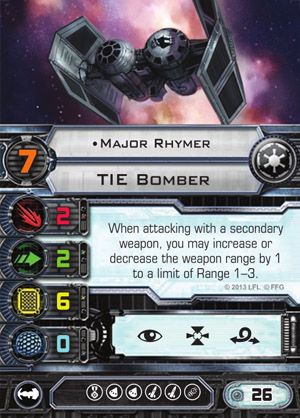 •Major Rhymer
7
TIE Bomber
2
2
6
0
When attacking with a secondary
weapon, you may increase or
decrease the weapon range by 1
to a limit of Range 1–3.
© 2013 LFL. © FFG
26